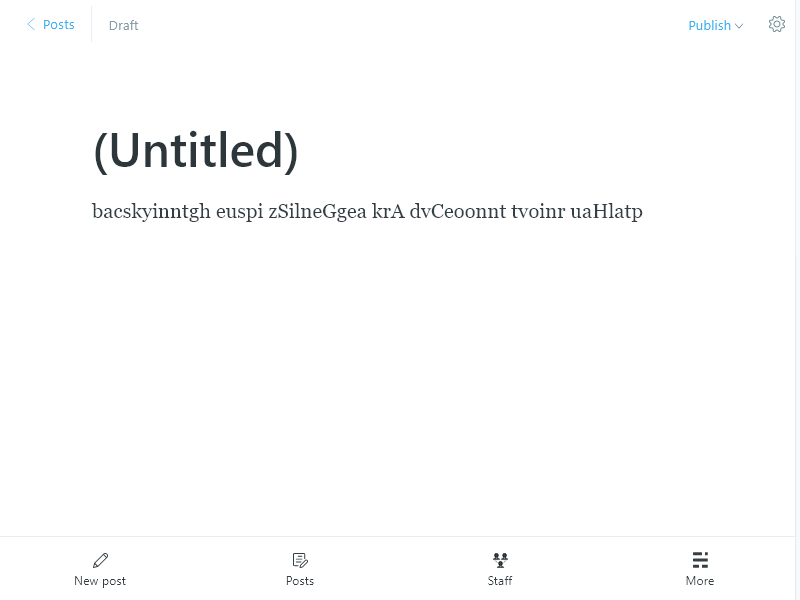 Posts
Draft
Publish
(Untitled)
bacskyinntgh euspi zSilneGgea krA dvCeoonnt tvoinr uaHlatp
New post
Posts
Staff
More